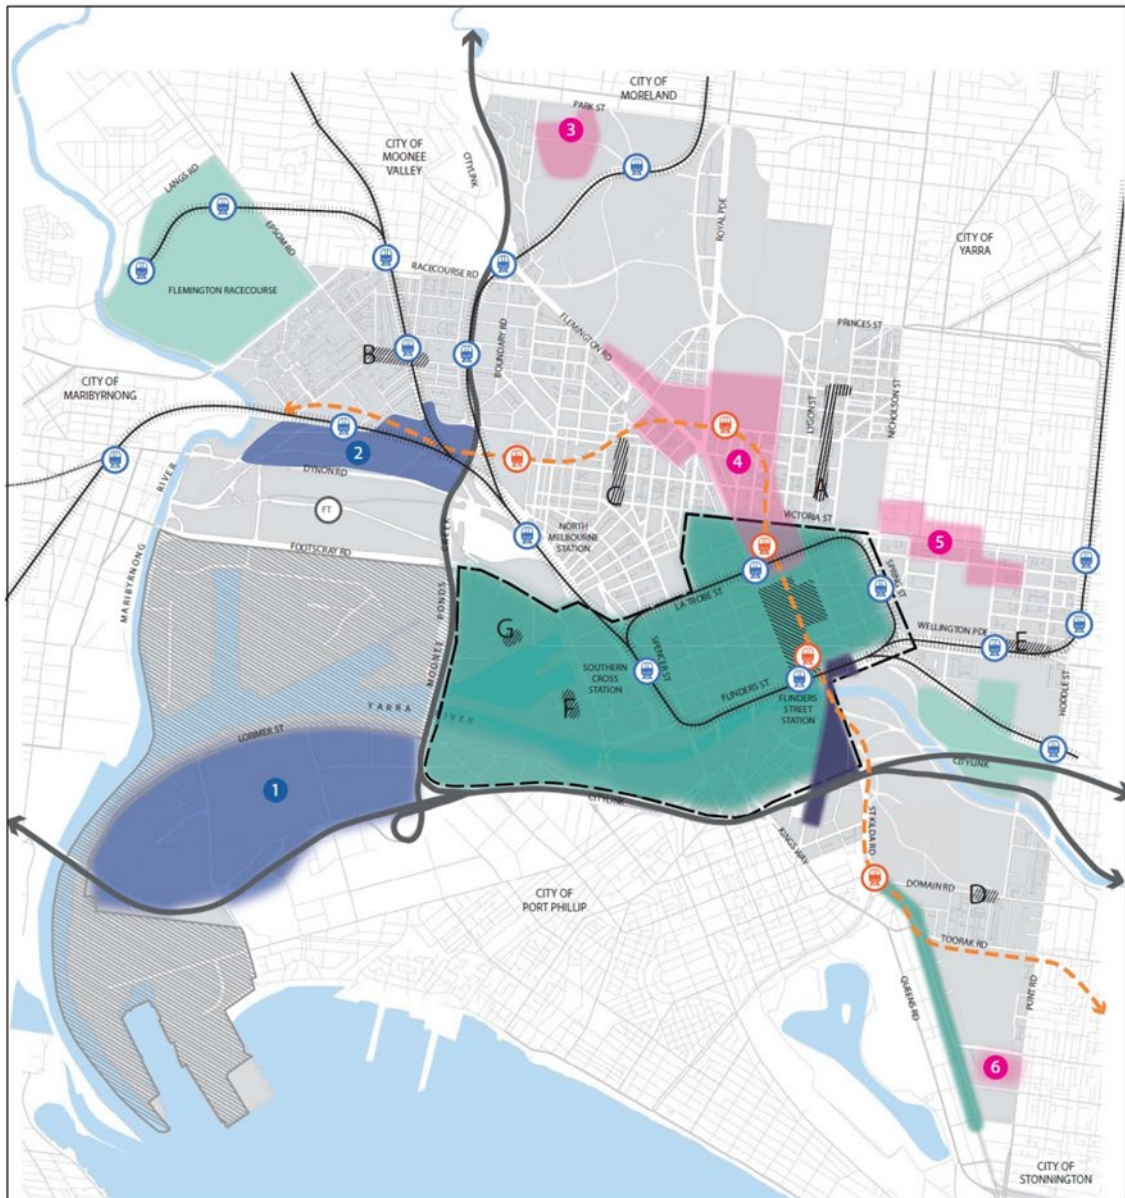 CITY OF
MORELAND
PARK ST
3
CITY OF
MOONEE
VALLEY
CITYLINK
LANGS RD
EPSOM RD
ROYAL PDE
CITY OF
YARRA
RACECOURSE RD
FLEMINGTON RACECOURSE
BOUNDARY RD
FLEMINGTON RD
PRINCES ST
B
CITY OF
MARIBYRNONG
LYGON ST
NICHOLSON ST
2
DYNON RD
4
C
A
RIVER
FT
VICTORIA ST
NORTH
MELBOURNE
STATION
5
FOOTSCRAY RD
CREEK
MARIBYRNONG
SPRING ST
LA TROBE ST
MOONEE PONDS
G
WELLINGTON PDE
E
SPENCER ST
SOUTHERN
CROSS
STATION
FLINDERS ST
FLINDERS
STREET
STATION
HODDLE ST
F
YARRA RIVER
LORIMER ST
CITYLINK
1
CITYLINK
ST KILDA RD
KINGS WAY
DOMAIN RD
D
CITY OF
PORT PHILLIP
TOORAK RD
QUEENS RD
PUNT RD
6
CITY OF
STONNINGTON